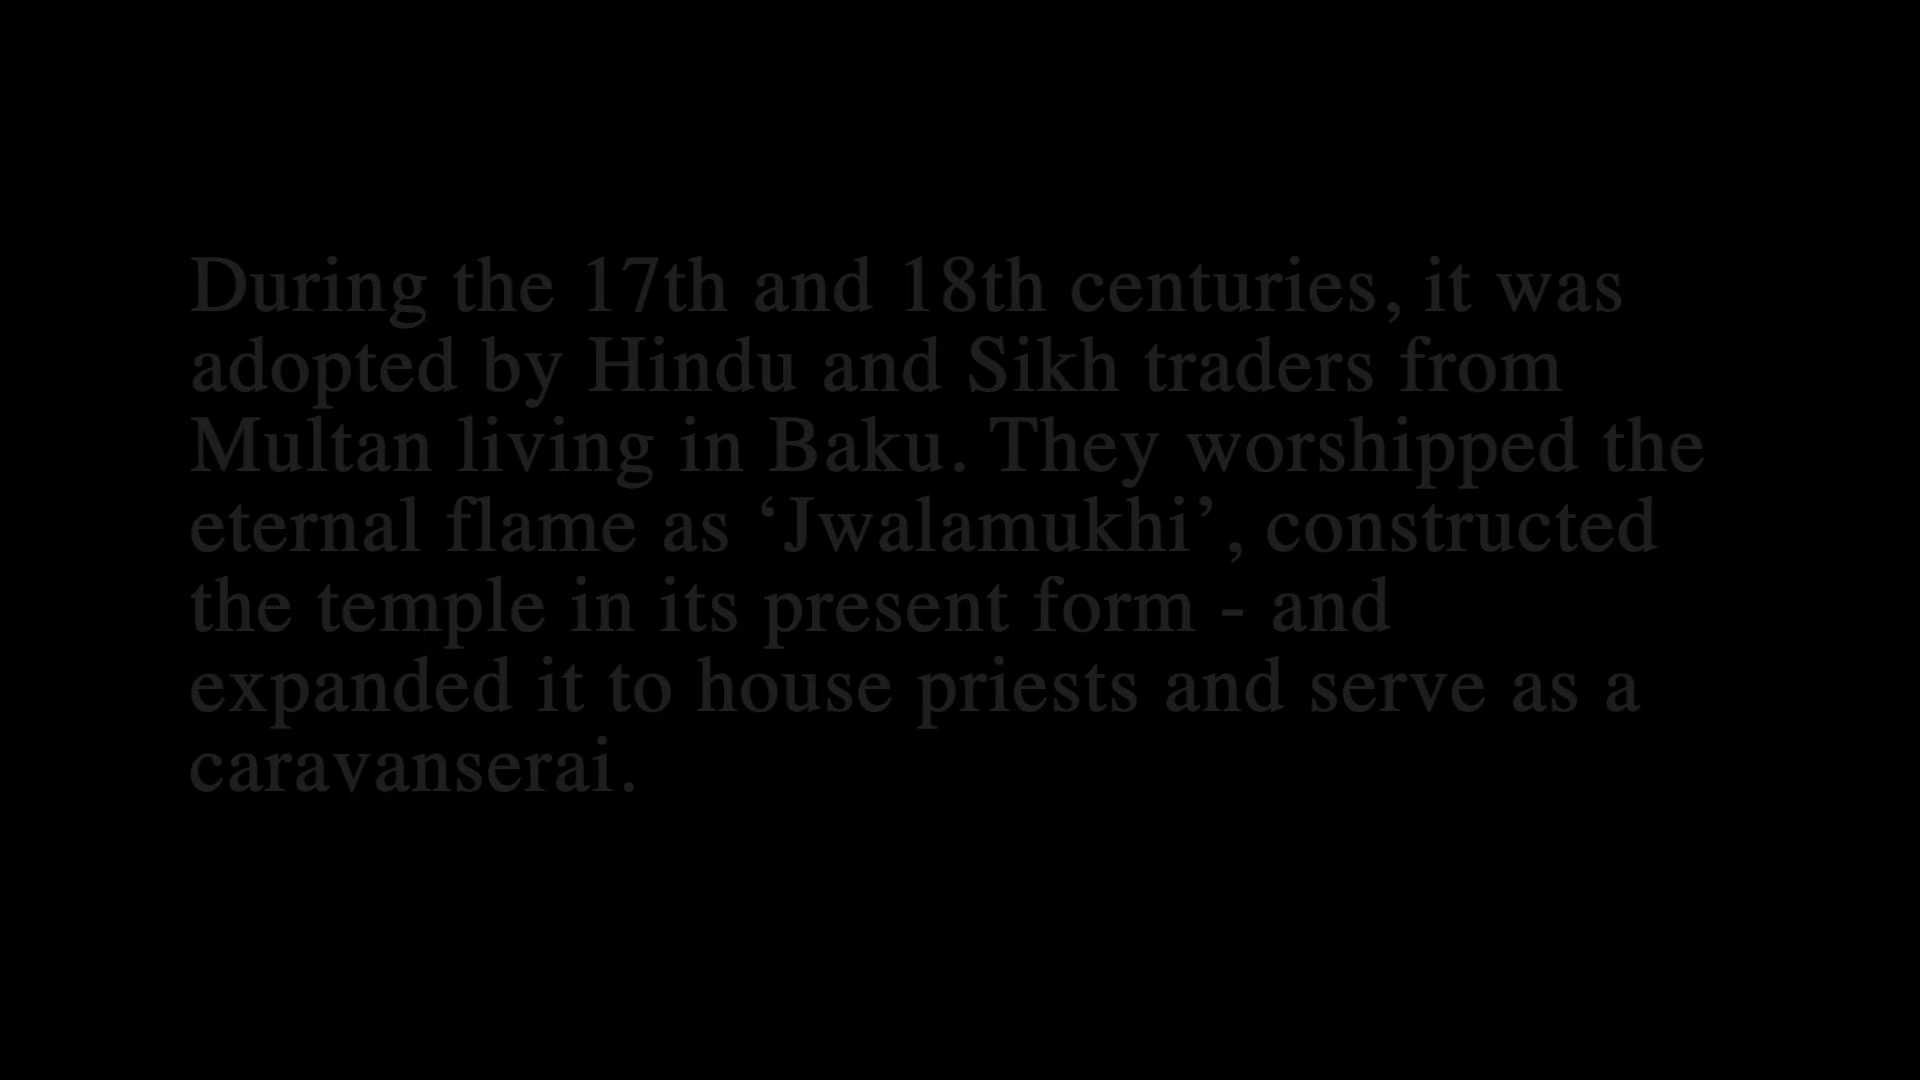 During the 17th and 18th centuries, it was
adopted by Hindu and Sikh traders from
Multan living in Baku. They worshipped the
eternal flame as ‘Jwalamukhi’, constructed
the temple in its present form - and
expanded it to house priests and serve as a
caravanserai.